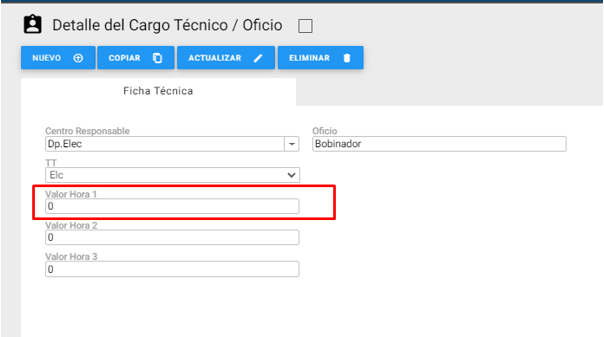 Detalle del Cargo Técnico / Oficio
NUEVO COPIAR ACTUALIZAR ELIMINAR
Ficha Técnica
Centro Responsable Oficio
Dp.Elec Bobinador
TT
Elc
Valor Hora 1
0
Valor Hora 2
0
Valor Hora 3
0